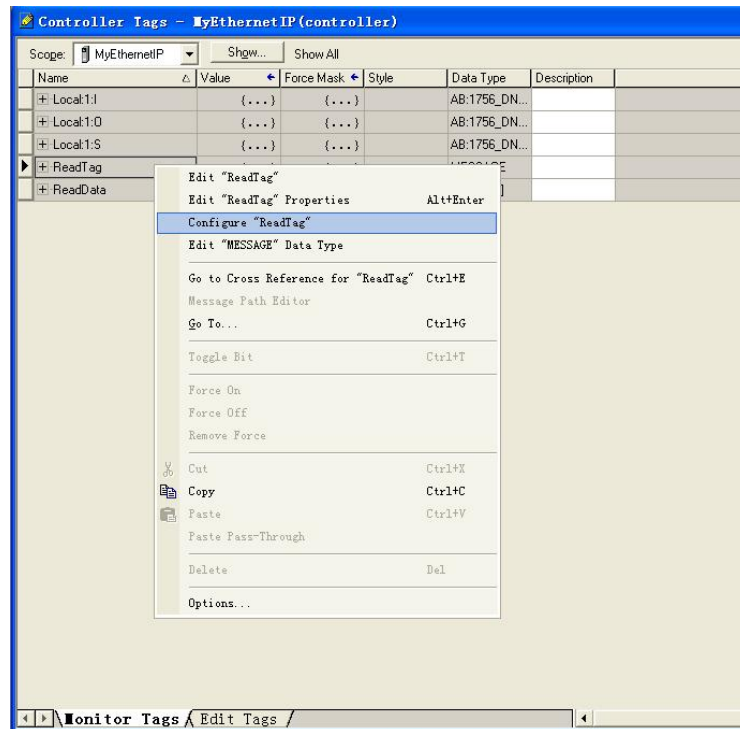 Controller Tags - MyEthernetIP(controller)
Scope: MyEthernetIP Show... Show All
Name Value Force Mask Style Data Type Description
Local:1:I {...} {...} AB:1756_DN...
Local:1:O {...} {...} AB:1756_DN...
Local:1:S {...} {...} AB:1756_DN...
ReadTag
ReadData
Edit "ReadTag"
Edit "ReadTag" Properties Alt+Enter
Configure "ReadTag"
Edit "MESSAGE" Data Type
Go to Cross Reference for "ReadTag" Ctrl+E
Message Path Editor
Go To... Ctrl+G
Toggle Bit Ctrl+T
Force On
Force Off
Remove Force
Cut Ctrl+X
Copy Ctrl+C
Paste Ctrl+V
Paste Pass-Through
Delete Del
Options...
Monitor Tags Edit Tags